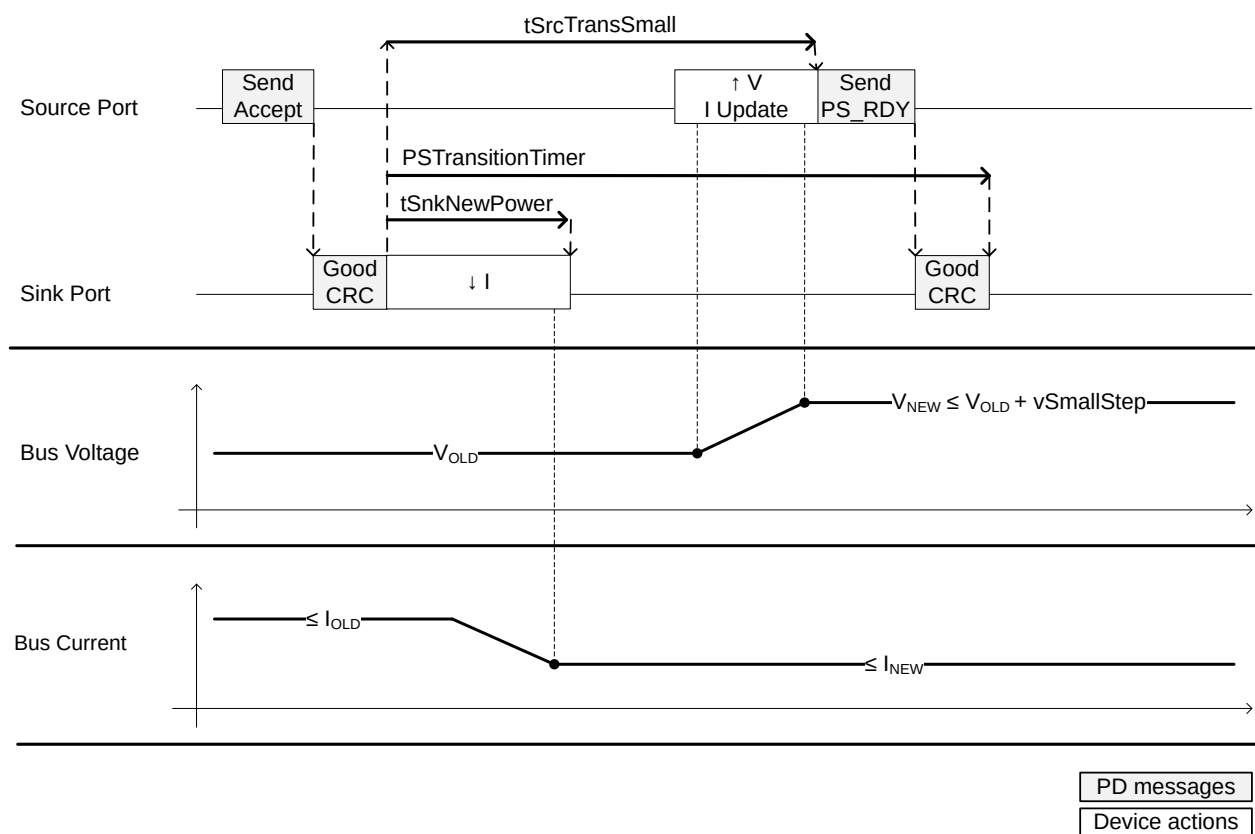 tSrcTransSmall
Send
Accept
↑ V
I Update
Send
PS_RDY
Source Port
PSTransitionTimer
tSnkNewPower
Good
CRC
↓ I
Good
CRC
Sink Port
V_NEW ≤ V_OLD + vSmallStep
Bus Voltage
V_OLD
≤ I_OLD
Bus Current
≤ I_NEW
PD messages
Device actions